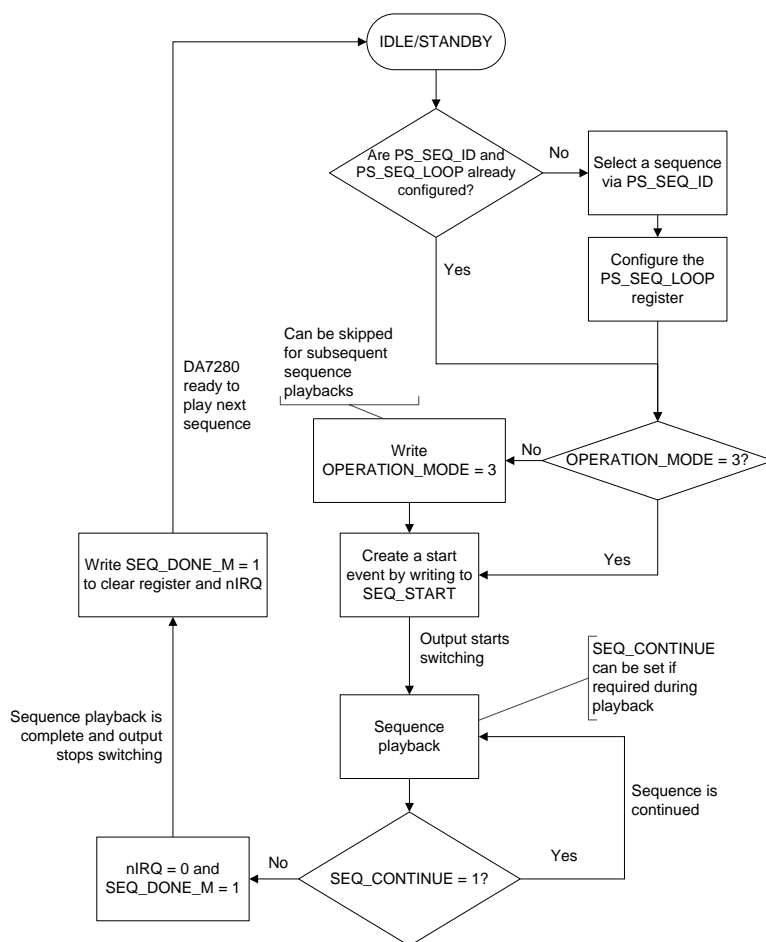 IDLE/STANDBY
Are PS_SEQ_ID and
PS_SEQ_LOOP already
configured?
No
Select a sequence
via PS_SEQ_ID
Configure the
PS_SEQ_LOOP
register
Yes
Can be skipped
for subsequent
sequence
playbacks
DA7280
ready to
play next
sequence
Write
OPERATION_MODE = 3
No
OPERATION_MODE = 3?
Yes
Create a start
event by writing to
SEQ_START
Write SEQ_DONE_M = 1
to clear register and nIRQ
Output starts
switching
SEQ_CONTINUE
can be set if
required during
playback
Sequence
playback
Sequence playback is
complete and output
stops switching
Sequence is
continued
nIRQ = 0 and
SEQ_DONE_M = 1
No
SEQ_CONTINUE = 1?
Yes